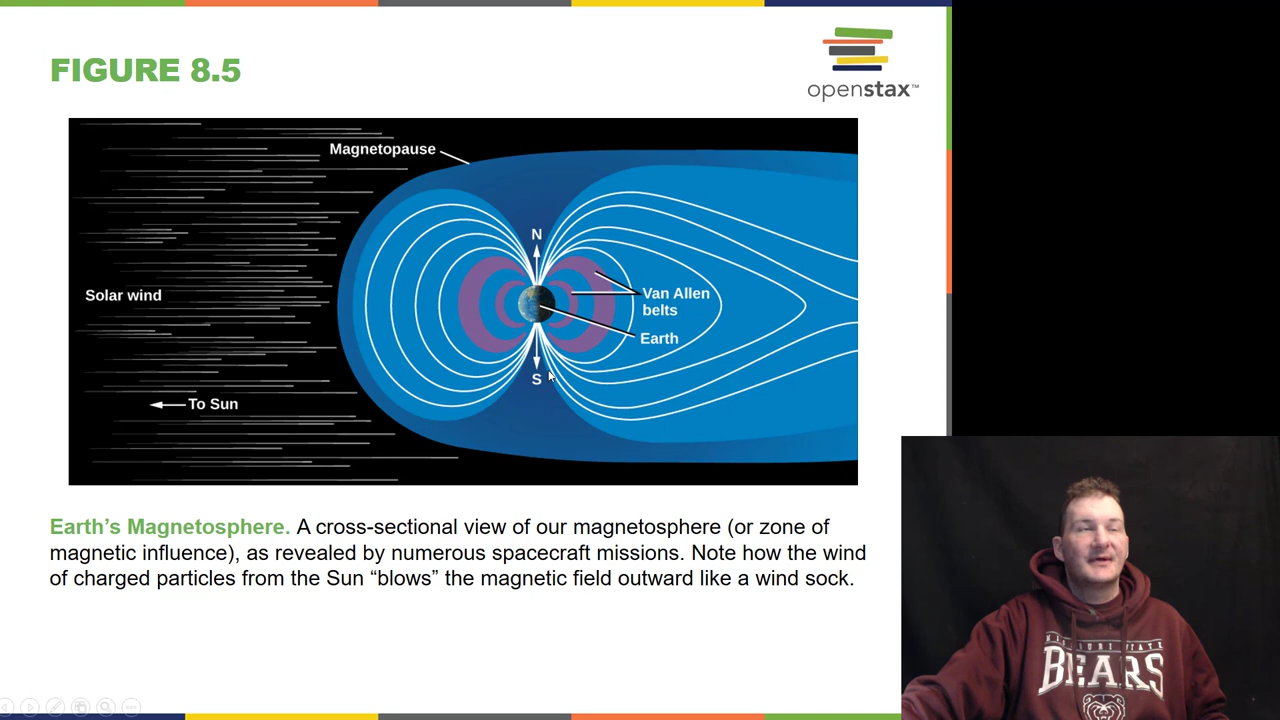 FIGURE 8.5
openstax™
Magnetopause
N
Solar wind
Van Allen
belts
Earth
S
To Sun
Earth’s Magnetosphere. A cross-sectional view of our magnetosphere (or zone of
magnetic influence), as revealed by numerous spacecraft missions. Note how the wind
of charged particles from the Sun “blows” the magnetic field outward like a wind sock.
MISSOURI STATE
BEARS